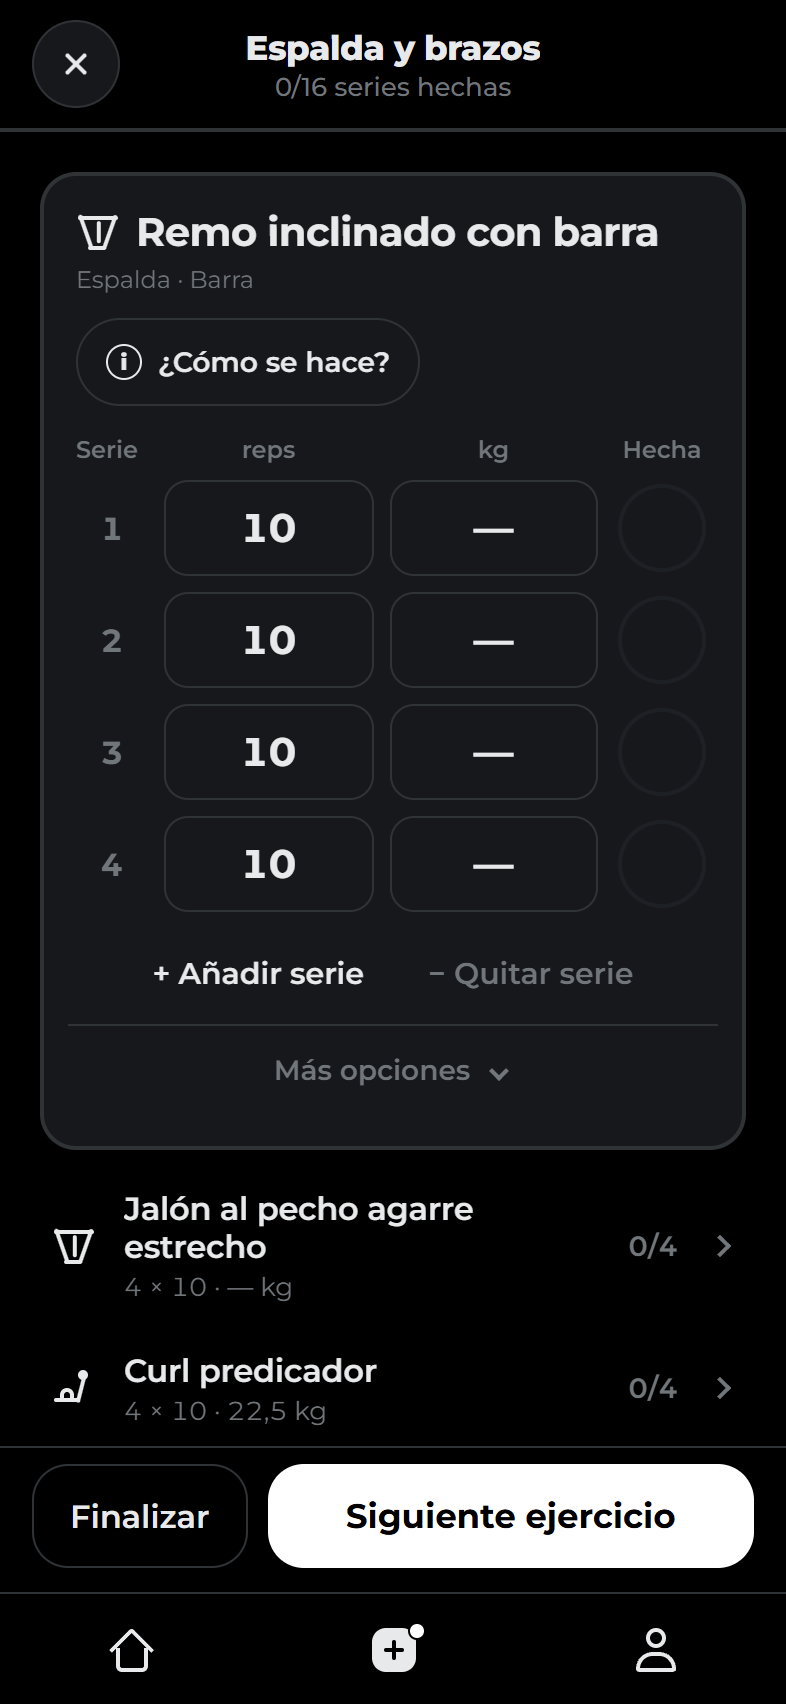 Espalda y brazos
0/16 series hechas
Remo inclinado con barra
Espalda · Barra
¿Cómo se hace?
Serie reps kg Hecha
1 10 —
2 10 —
3 10 —
4 10 —
+ Añadir serie − Quitar serie
Más opciones
Jalón al pecho agarre
estrecho
4 × 10 · — kg
0/4
Curl predicador
4 × 10 · 22,5 kg
0/4
Finalizar Siguiente ejercicio